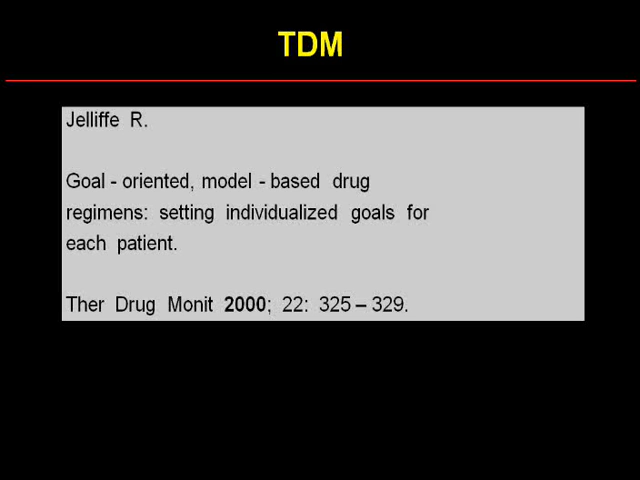 TDM
Jelliffe R.
Goal - oriented, model - based drug
regimens: setting individualized goals for
each patient.
Ther Drug Monit 2000; 22: 325 – 329.